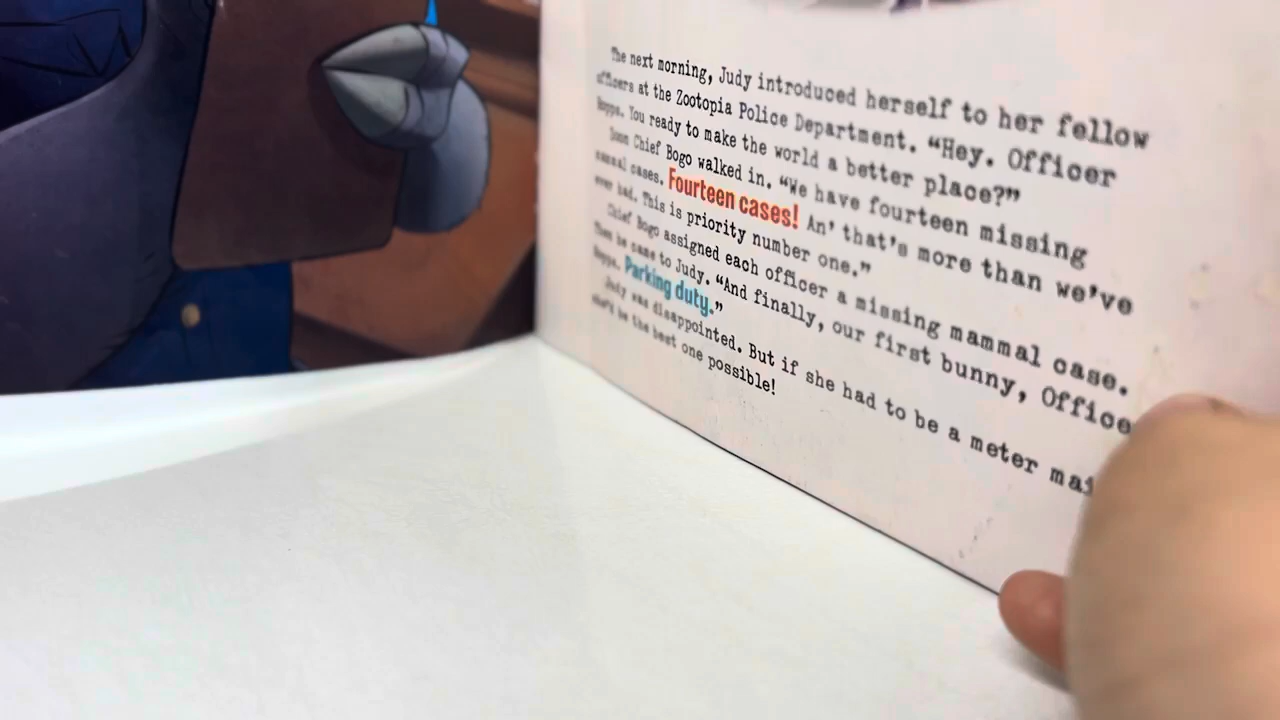 The next morning, Judy introduced herself to her fellow
officers at the Zootopia Police Department. “Hey. Officer
Hopps. You ready to make the world a better place?”
Soon Chief Bogo walked in. “We have fourteen missing
mammal cases. Fourteen cases! An’ that’s more than we’ve
ever had. This is priority number one.”
Chief Bogo assigned each officer a missing mammal case.
Then he came to Judy. “And finally, our first bunny, Office
Hopps. Parking duty.”
Judy was disappointed. But if she had to be a meter mai
she’d be the best one possible!